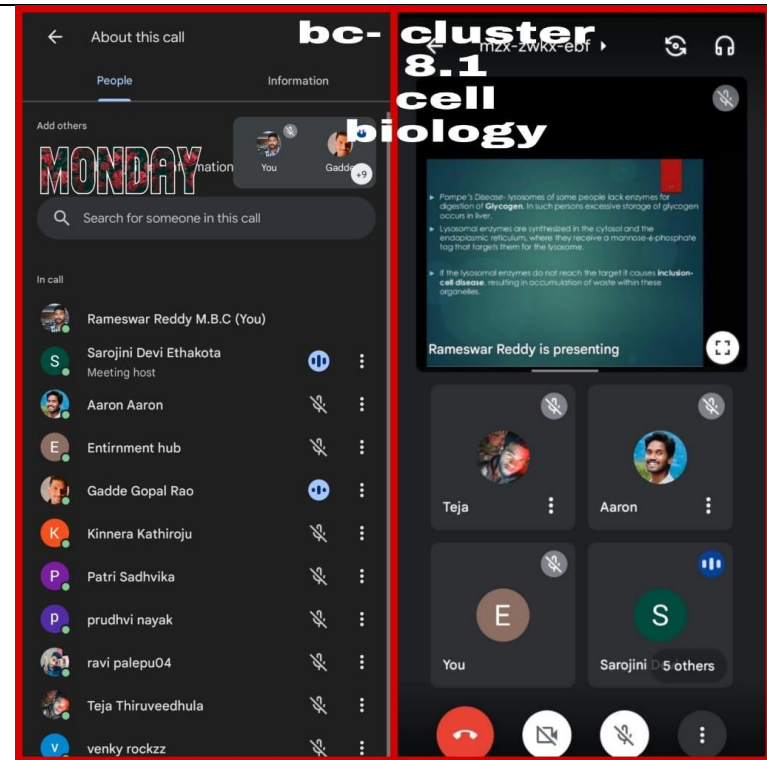 bc- cluster
8.1
cell
biology
About this call
People
Information
Add others
MONDAY
mation
You
Gadde
+9
Search for someone in this call
In call
Rameswar Reddy M.B.C (You)
S
Sarojini Devi Ethakota
Meeting host
Aaron Aaron
E
Entirnment hub
Gadde Gopal Rao
K
Kinnera Kathiroju
P
Patri Sadhvika
p
prudhvi nayak
ravi palepu04
Teja Thiruveedhula
v
venky rockzz
mzx-zwkx-ebf
Pompe's Disease- lysosomes of some people lack enzymes for
digestion of Glycogen. In such persons excessive storage of glycogen
occurs in liver.
Lysosomal enzymes are synthesized in the cytosol and the
endoplasmic reticulum, where they receive a mannose-6-phosphate
tag that targets them for the lysosome.
If the lysosomal enzymes do not reach the target it causes inclusion-
cell disease, resulting in accumulation of waste within these
organelles.
Rameswar Reddy is presenting
Teja
Aaron
E
You
S
Sarojini D
5 others